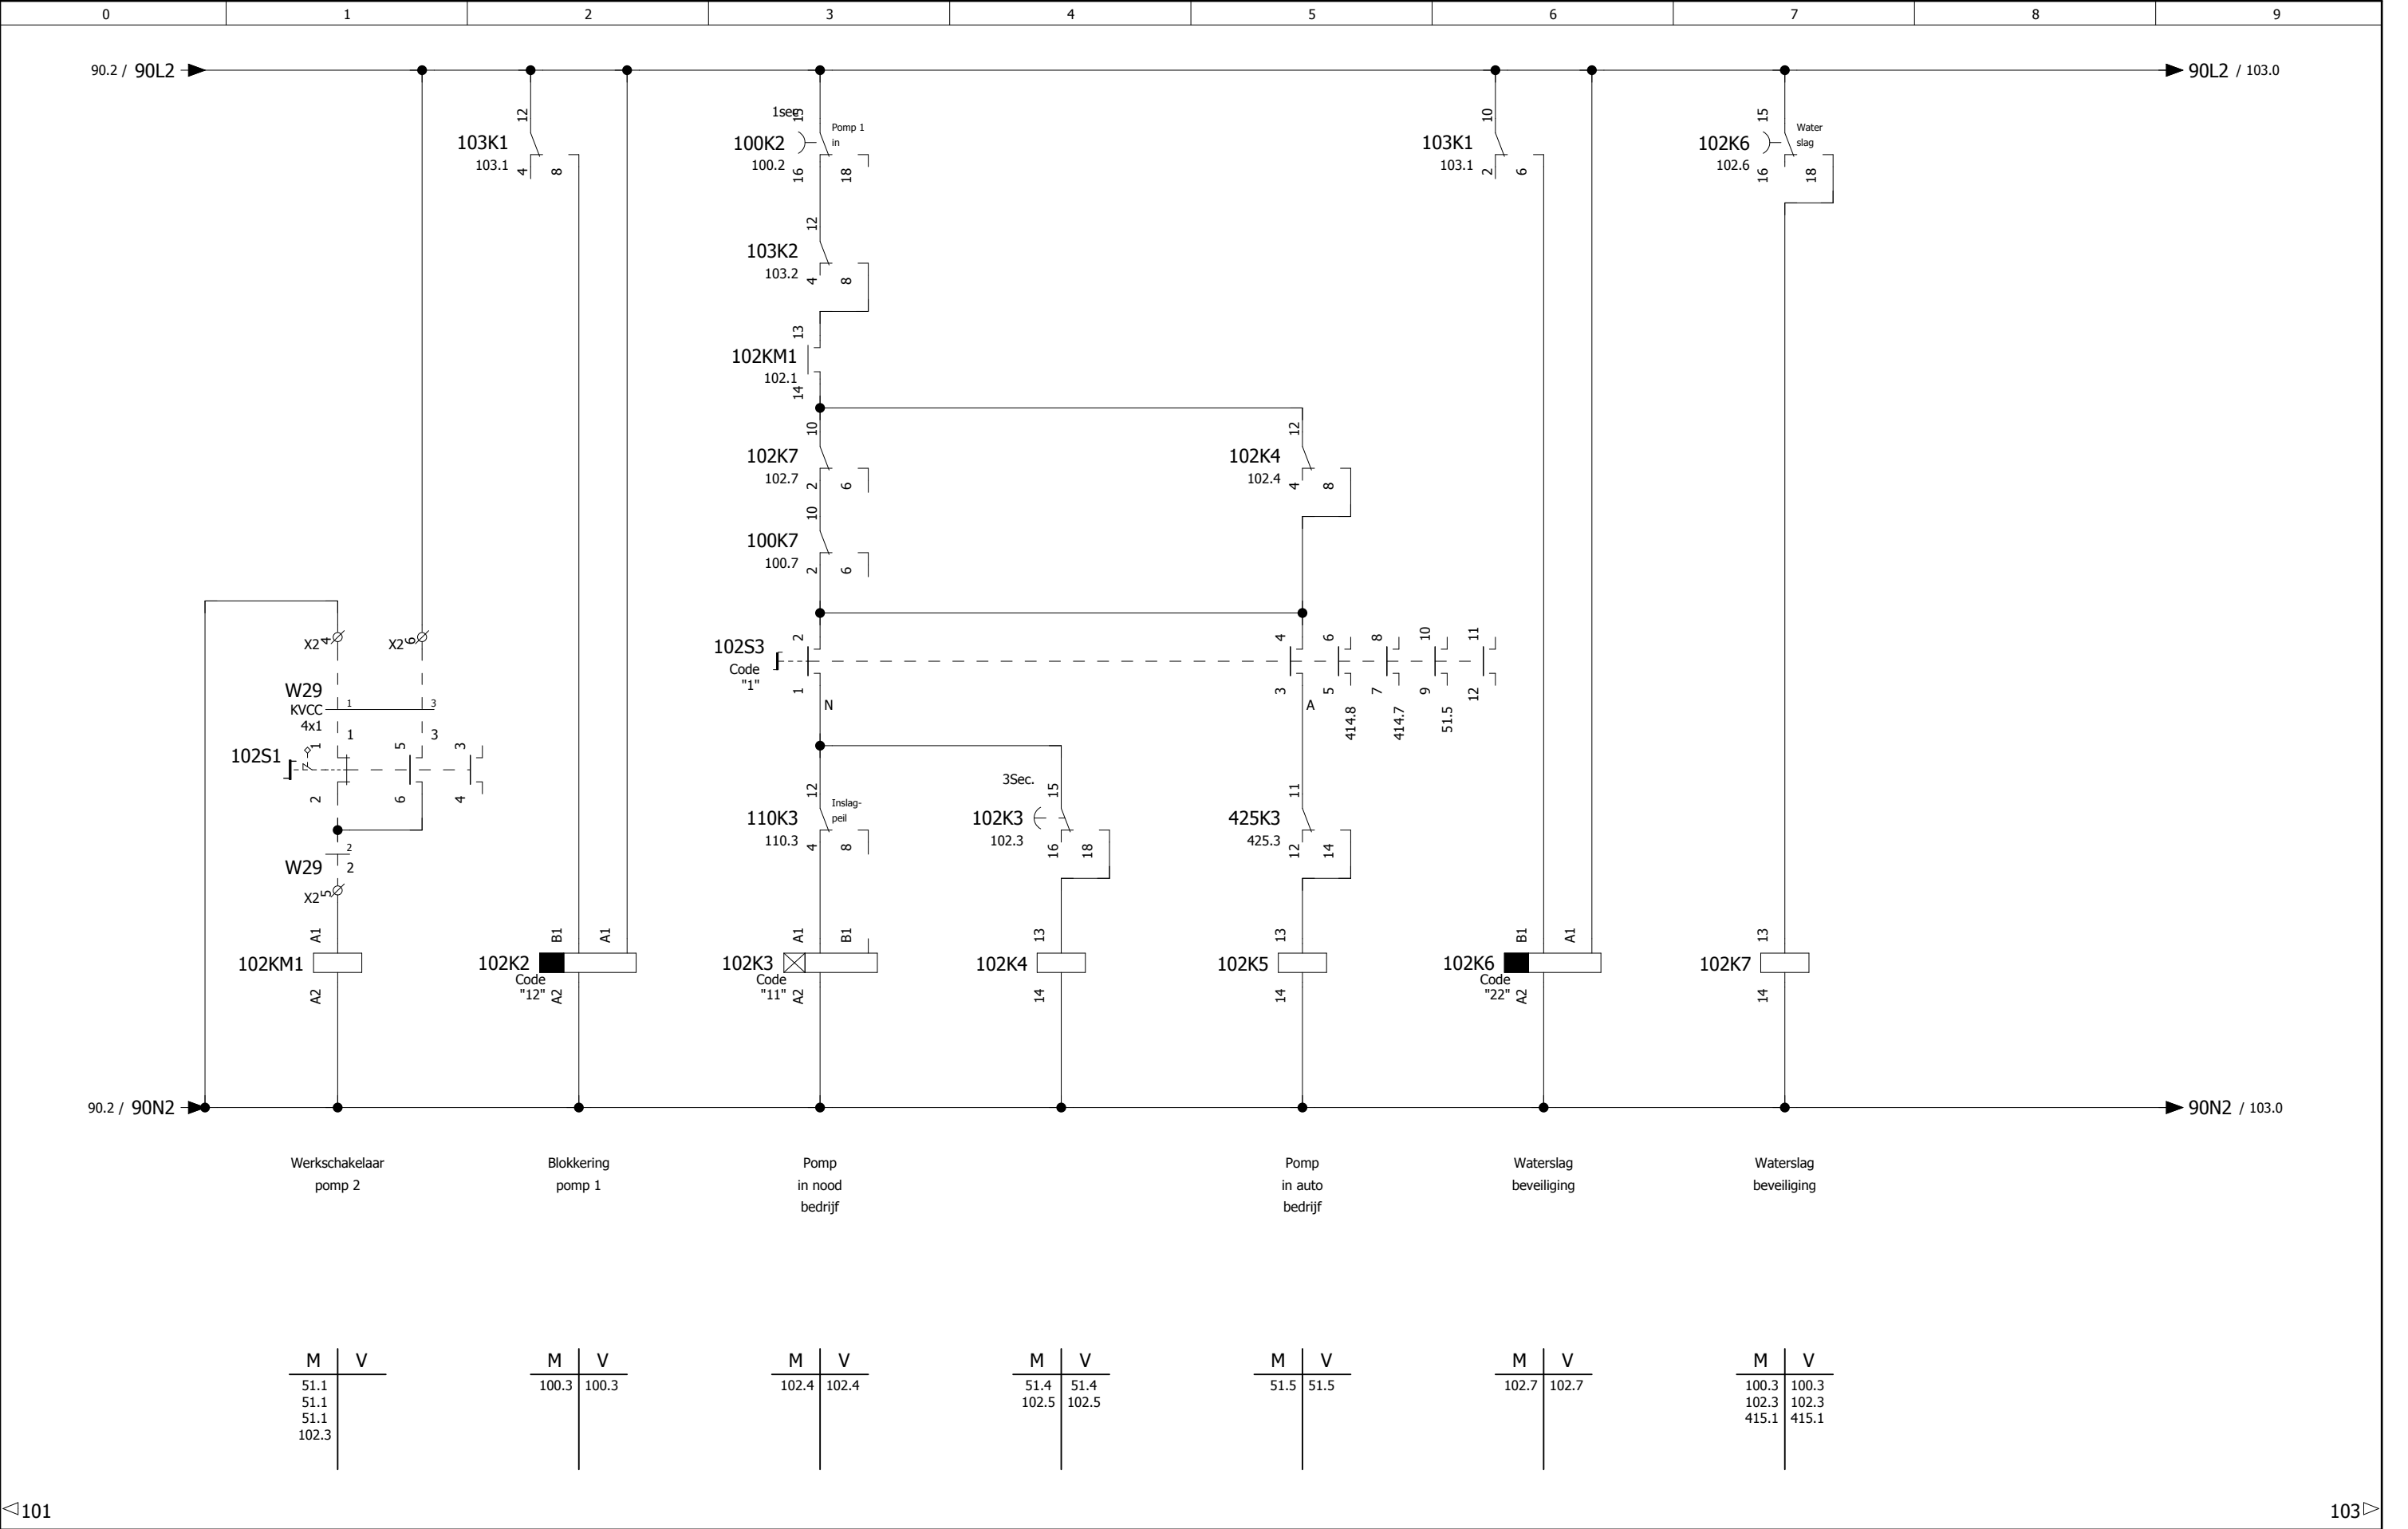 0 1 2 3 4 5 6 7 8 9
90.2 / 90L2
90L2 / 103.0
12
103K1
103.1
4 8
1sec
15
Pomp 1
in
100K2
100.2
16 18
12
103K2
103.2
4 8
13
102KM1
102.1
14
10
102K7
102.7
2 6
10
100K7
100.7
2 6
12
102K4
102.4
4 8
10
103K1
103.1
2 6
15
Water
slag
102K6
102.6
16 18
X2 4
X2 6
W29
KVCC
4x1
1 3
1 3
102S1
1 5 3
2 6 4
2
W29
2
X2 5
102S3
Code
"1"
2 4 6 8 10 11
1 3 5 7 9 12
N
A
414.8
414.7
51.5
12
Inslag-
peil
110K3
110.3
4 8
3Sec.
15
102K3
102.3
16 18
11
425K3
425.3
12 14
A1
102KM1
A2
B1 A1
102K2
Code
"12"
A2
A1 B1
102K3
Code
"11"
A2
13
102K4
14
13
102K5
14
B1 A1
102K6
Code
"22"
A2
13
102K7
14
90.2 / 90N2
90N2 / 103.0
Werkschakelaar
pomp 2
Blokkering
pomp 1
Pomp
in nood
bedrijf
Pomp
in auto
bedrijf
Waterslag
beveiliging
Waterslag
beveiliging
M V
51.1
51.1
51.1
102.3
M V
100.3 100.3
M V
102.4 102.4
M V
51.4 51.4
102.5 102.5
M V
51.5 51.5
M V
102.7 102.7
M V
100.3 100.3
102.3 102.3
415.1 415.1
101
103